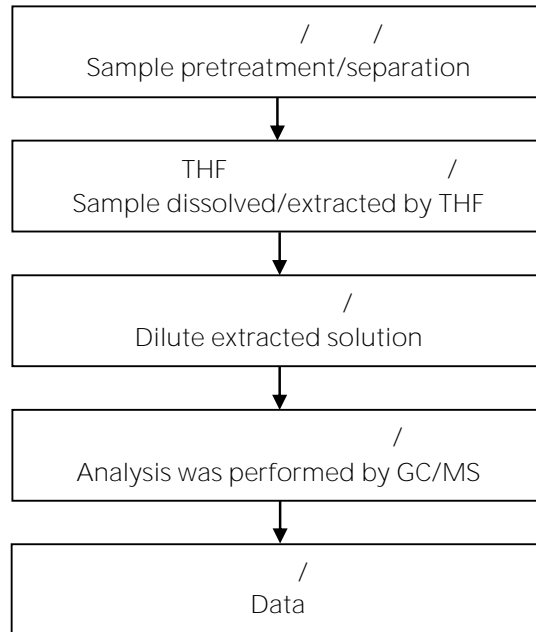 / /
Sample pretreatment/separation
THF /
Sample dissolved/extracted by THF
/
Dilute extracted solution
/
Analysis was performed by GC/MS
/
Data